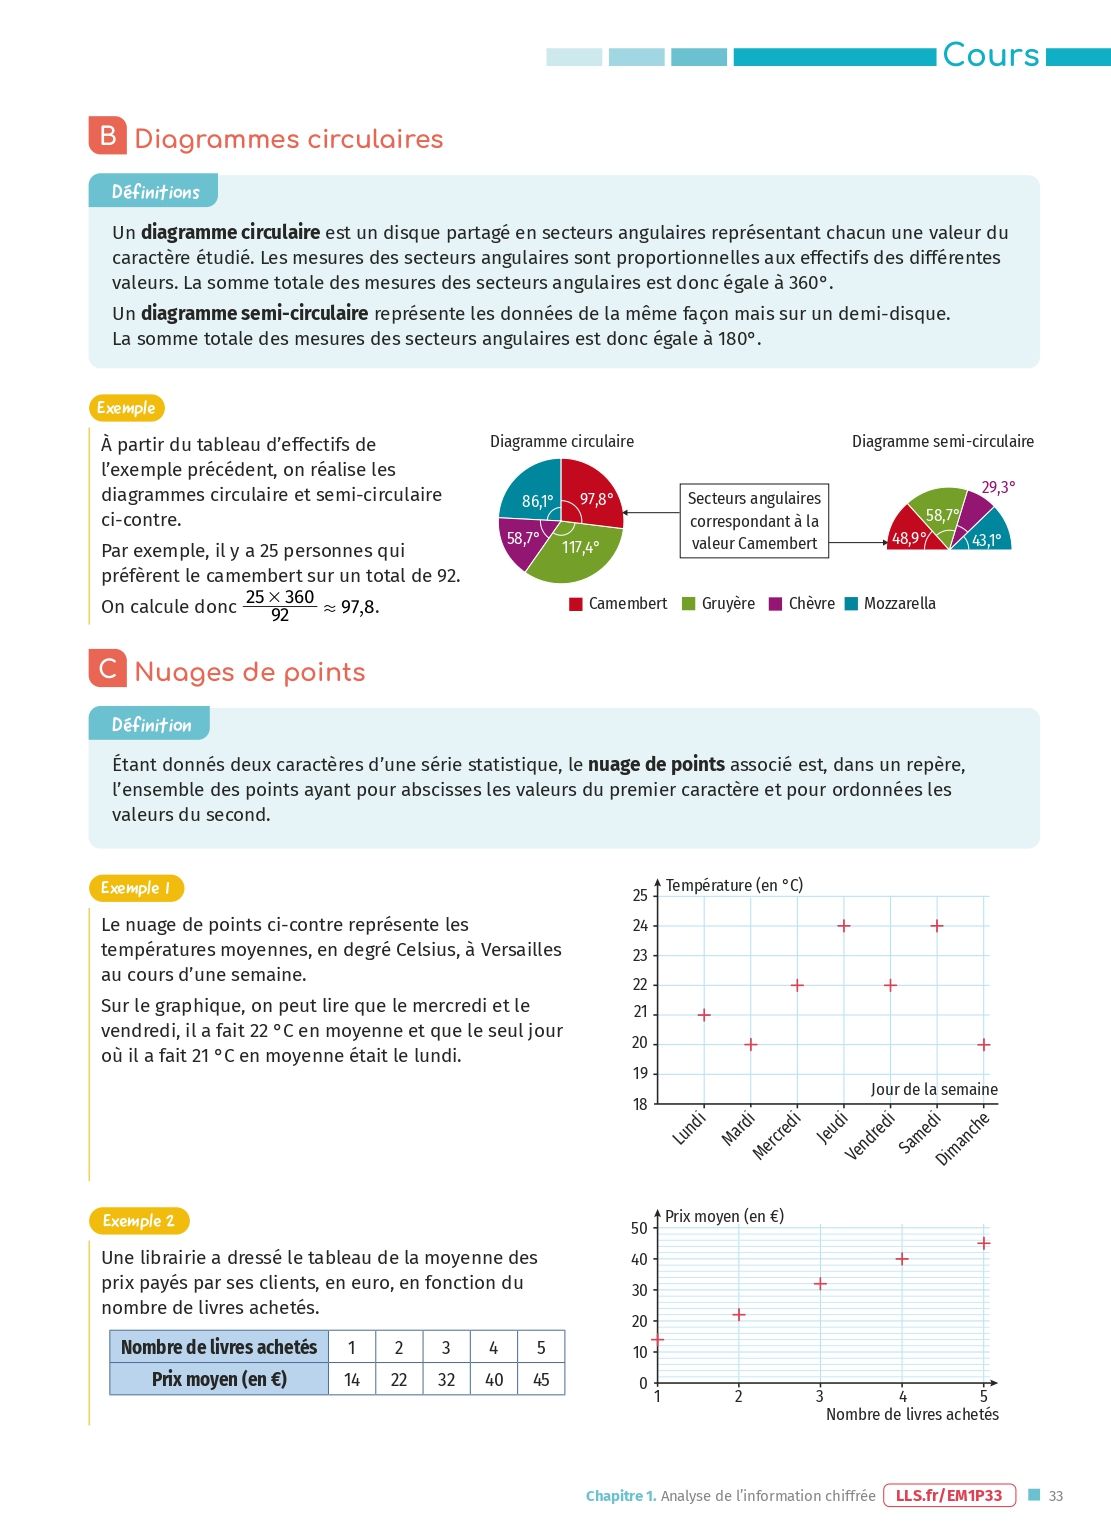 Cours
B Diagrammes circulaires
Définitions
Un diagramme circulaire est un disque partagé en secteurs angulaires représentant chacun une valeur du
caractère étudié. Les mesures des secteurs angulaires sont proportionnelles aux effectifs des différentes
valeurs. La somme totale des mesures des secteurs angulaires est donc égale à 360°.
Un diagramme semi-circulaire représente les données de la même façon mais sur un demi-disque.
La somme totale des mesures des secteurs angulaires est donc égale à 180°.
Exemple
À partir du tableau d’effectifs de
l’exemple précédent, on réalise les
diagrammes circulaire et semi-circulaire
ci-contre.
Par exemple, il y a 25 personnes qui
préfèrent le camembert sur un total de 92.
On calcule donc 25 × 360 / 92 ≈ 97,8.
Diagramme circulaire
86,1°
97,8°
58,7°
117,4°
Secteurs angulaires
correspondant à la
valeur Camembert
Diagramme semi-circulaire
29,3°
58,7°
48,9°
43,1°
Camembert Gruyère Chèvre Mozzarella
C Nuages de points
Définition
Étant donnés deux caractères d’une série statistique, le nuage de points associé est, dans un repère,
l’ensemble des points ayant pour abscisses les valeurs du premier caractère et pour ordonnées les
valeurs du second.
Exemple 1
Le nuage de points ci-contre représente les
températures moyennes, en degré Celsius, à Versailles
au cours d’une semaine.
Sur le graphique, on peut lire que le mercredi et le
vendredi, il a fait 22 °C en moyenne et que le seul jour
où il a fait 21 °C en moyenne était le lundi.
Température (en °C)
25
24
23
22
21
20
19
18
Jour de la semaine
Lundi Mardi Mercredi Jeudi Vendredi Samedi Dimanche
Exemple 2
Une librairie a dressé le tableau de la moyenne des
prix payés par ses clients, en euro, en fonction du
nombre de livres achetés.
Nombre de livres achetés 1 2 3 4 5
Prix moyen (en €) 14 22 32 40 45
Prix moyen (en €)
50
40
30
20
10
0
1 2 3 4 5
Nombre de livres achetés
Chapitre 1. Analyse de l’information chiffrée LLS.fr/EM1P33 33